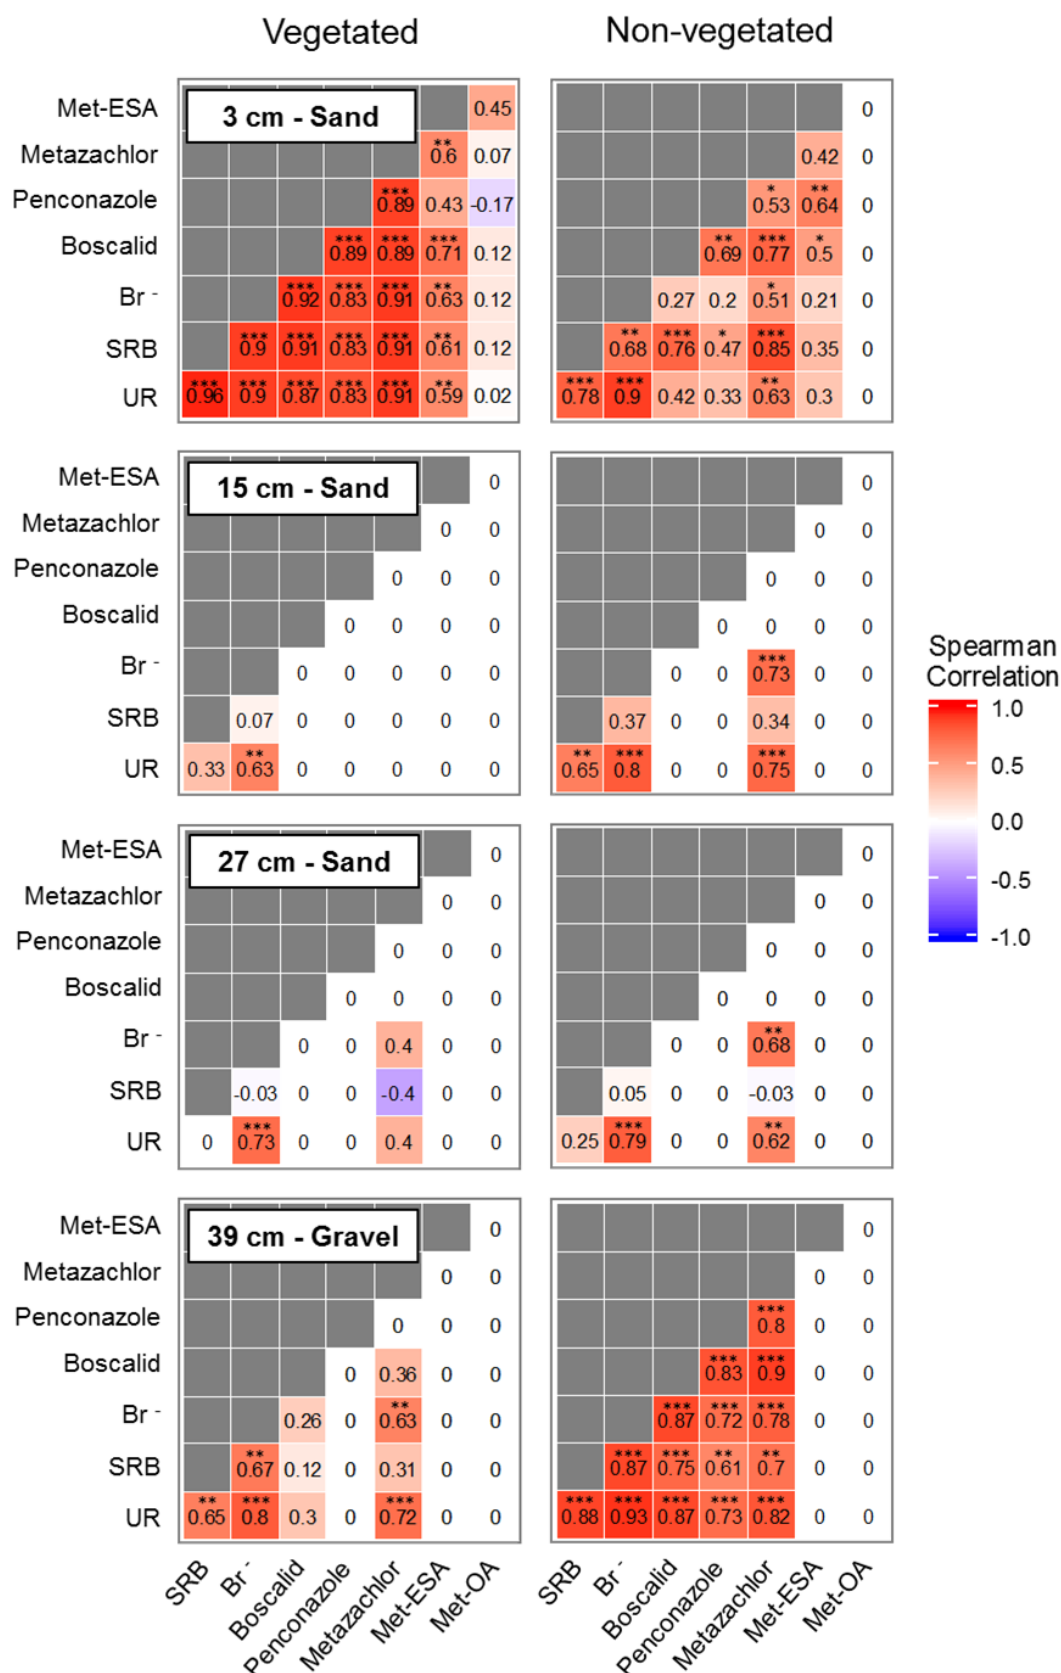 Vegetated Non-vegetated
3 cm - Sand
Met-ESA 0.45 0
Metazachlor ** 0.6 0.07 0.42 0
Penconazole *** 0.89 0.43 -0.17 * 0.53 ** 0.64 0
Boscalid *** 0.89 *** 0.89 *** 0.71 0.12 ** 0.69 *** 0.77 * 0.5 0
Br - *** 0.92 *** 0.83 *** 0.91 ** 0.63 0.12 0.27 0.2 * 0.51 0.21 0
SRB *** 0.9 *** 0.91 *** 0.83 *** 0.91 ** 0.61 0.12 ** 0.68 *** 0.76 * 0.47 *** 0.85 0.35 0
UR *** 0.96 *** 0.9 *** 0.87 *** 0.83 *** 0.91 ** 0.59 0.02 *** 0.78 *** 0.9 0.42 0.33 ** 0.63 0.3 0
15 cm - Sand
Met-ESA 0 0
Metazachlor 0 0 0 0
Penconazole 0 0 0 0 0 0
Boscalid 0 0 0 0 0 0 0 0
Br - 0 0 0 0 0 0 0 *** 0.73 0 0
SRB 0.07 0 0 0 0 0 0.37 0 0 0.34 0 0
UR 0.33 ** 0.63 0 0 0 0 0 ** 0.65 *** 0.8 0 0 *** 0.75 0 0
Spearman
Correlation
1.0
0.5
0.0
-0.5
-1.0
27 cm - Sand
Met-ESA 0 0
Metazachlor 0 0 0 0
Penconazole 0 0 0 0 0 0
Boscalid 0 0 0 0 0 0 0 0
Br - 0 0 0.4 0 0 0 0 ** 0.68 0 0
SRB -0.03 0 0 -0.4 0 0 0.05 0 0 -0.03 0 0
UR 0 *** 0.73 0 0 0.4 0 0 0.25 *** 0.79 0 0 ** 0.62 0 0
39 cm - Gravel
Met-ESA 0 0
Metazachlor 0 0 0 0
Penconazole 0 0 0 *** 0.8 0 0
Boscalid 0 0.36 0 0 *** 0.83 *** 0.9 0 0
Br - 0.26 0 ** 0.63 0 0 *** 0.87 *** 0.72 *** 0.78 0 0
SRB ** 0.67 0.12 0 0.31 0 0 *** 0.87 *** 0.75 ** 0.61 ** 0.7 0 0
UR ** 0.65 *** 0.8 0.3 0 *** 0.72 0 0 *** 0.88 *** 0.93 *** 0.87 *** 0.73 *** 0.82 0 0
SRB Br - Boscalid Penconazole Metazachlor Met-ESA Met-OA SRB Br - Boscalid Penconazole Metazachlor Met-ESA Met-OA